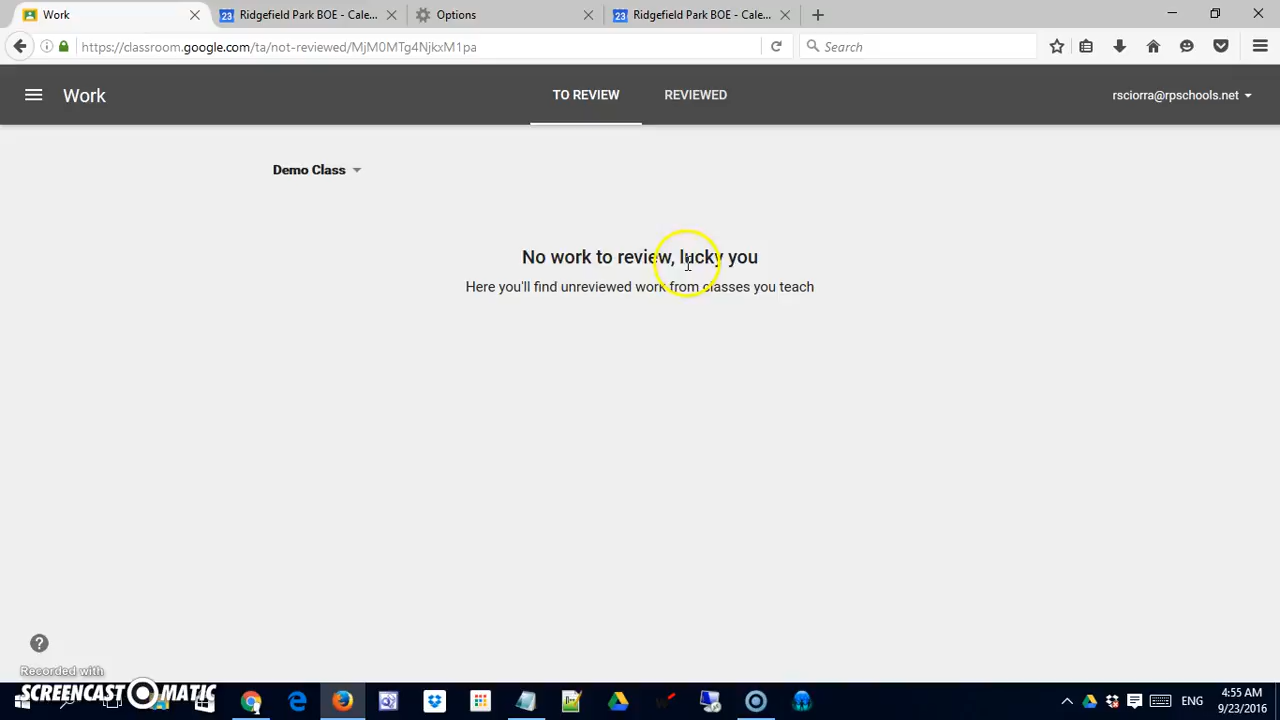 Work
Ridgefield Park BOE - Cale...
Options
Ridgefield Park BOE - Cale...
https://classroom.google.com/ta/not-reviewed/MjM0MTg4NjkxM1pa
Search
Work
TO REVIEW
REVIEWED
rsciorra@rpschools.net
Demo Class
No work to review, lucky you
Here you'll find unreviewed work from classes you teach
?
Recorded with
SCREENCAST MATIC
ENG
4:55 AM
9/23/2016